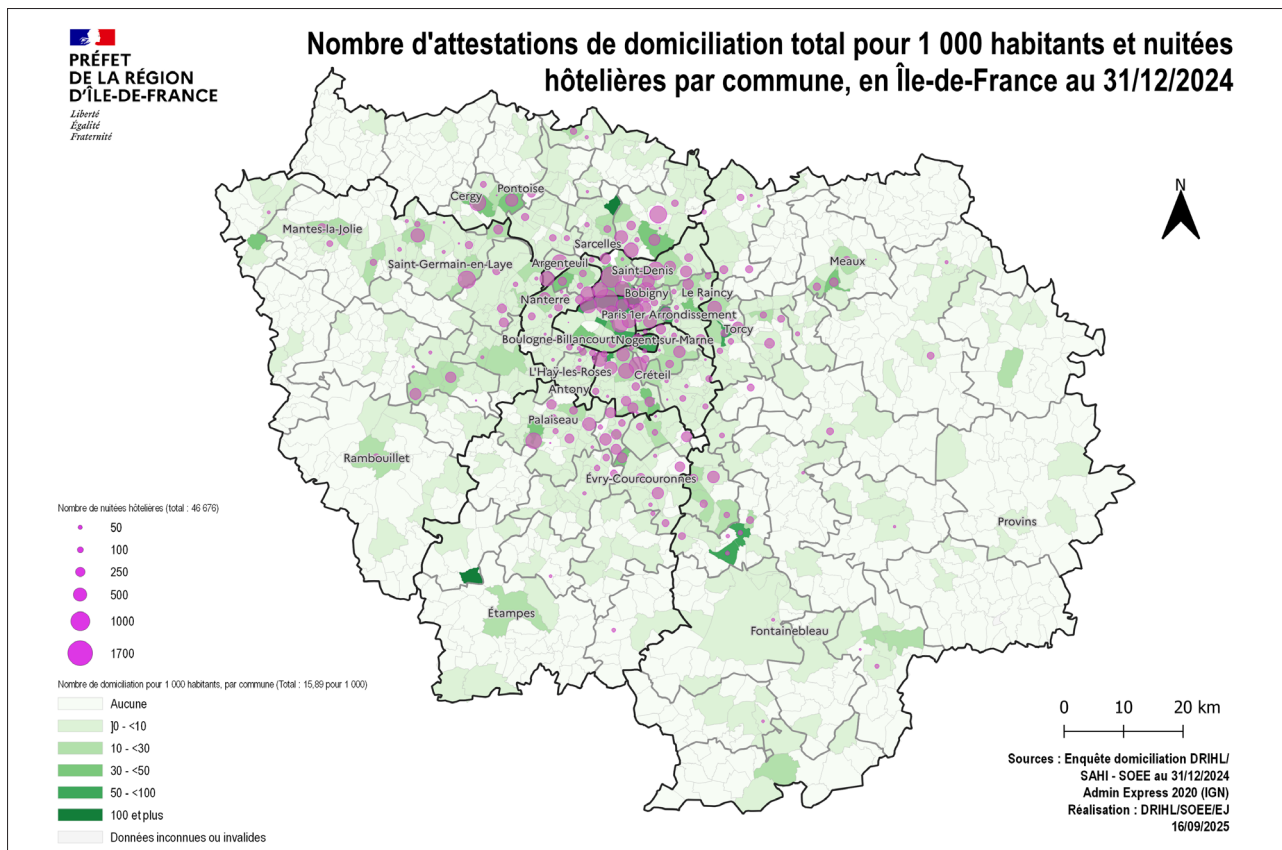 PRÉFET
DE LA RÉGION
D'ÎLE-DE-FRANCE
Liberté
Égalité
Fraternité
Nombre d'attestations de domiciliation total pour 1 000 habitants et nuitées
hôtelières par commune, en Île-de-France au 31/12/2024
N
Cergy
Pontoise
Mantes-la-Jolie
Sarcelles
Saint-Germain-en-Laye
Argenteuil
Saint-Denis
Meaux
Nanterre
Bobigny
Le Raincy
Paris 1er Arrondissement
Torcy
Boulogne-Billancourt
Nogent-sur-Marne
L'Haÿ-les-Roses
Créteil
Antony
Palaiseau
Rambouillet
Évry-Courcouronnes
Provins
Étampes
Fontainebleau
Nombre de nuitées hôtelières (total : 46 676)
50
100
250
500
1000
1700
Nombre de domiciliation pour 1 000 habitants, par commune (Total : 15,89 pour 1 000)
Aucune
]0 - <10
10 - <30
30 - <50
50 - <100
100 et plus
Données inconnues ou invalides
0 10 20 km
Sources : Enquête domiciliation DRIHL/
SAHI - SOEE au 31/12/2024
Admin Express 2020 (IGN)
Réalisation : DRIHL/SOEE/EJ
16/09/2025